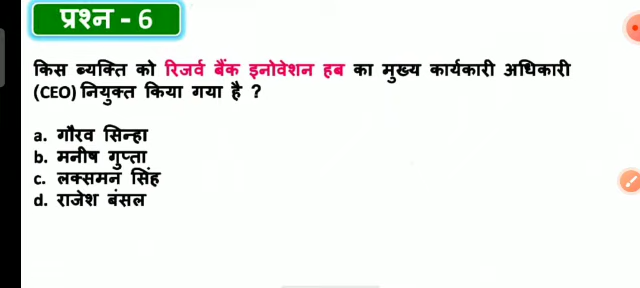 प्रश्न - 6
किस ब्यक्ति को रिजर्व बैंक इनोवेशन हब का मुख्य कार्यकारी अधिकारी
(CEO) नियुक्त किया गया है ?
a. गौरव सिन्हा
b. मनीष गुप्ता
c. लक्समन सिंह
d. राजेश बंसल